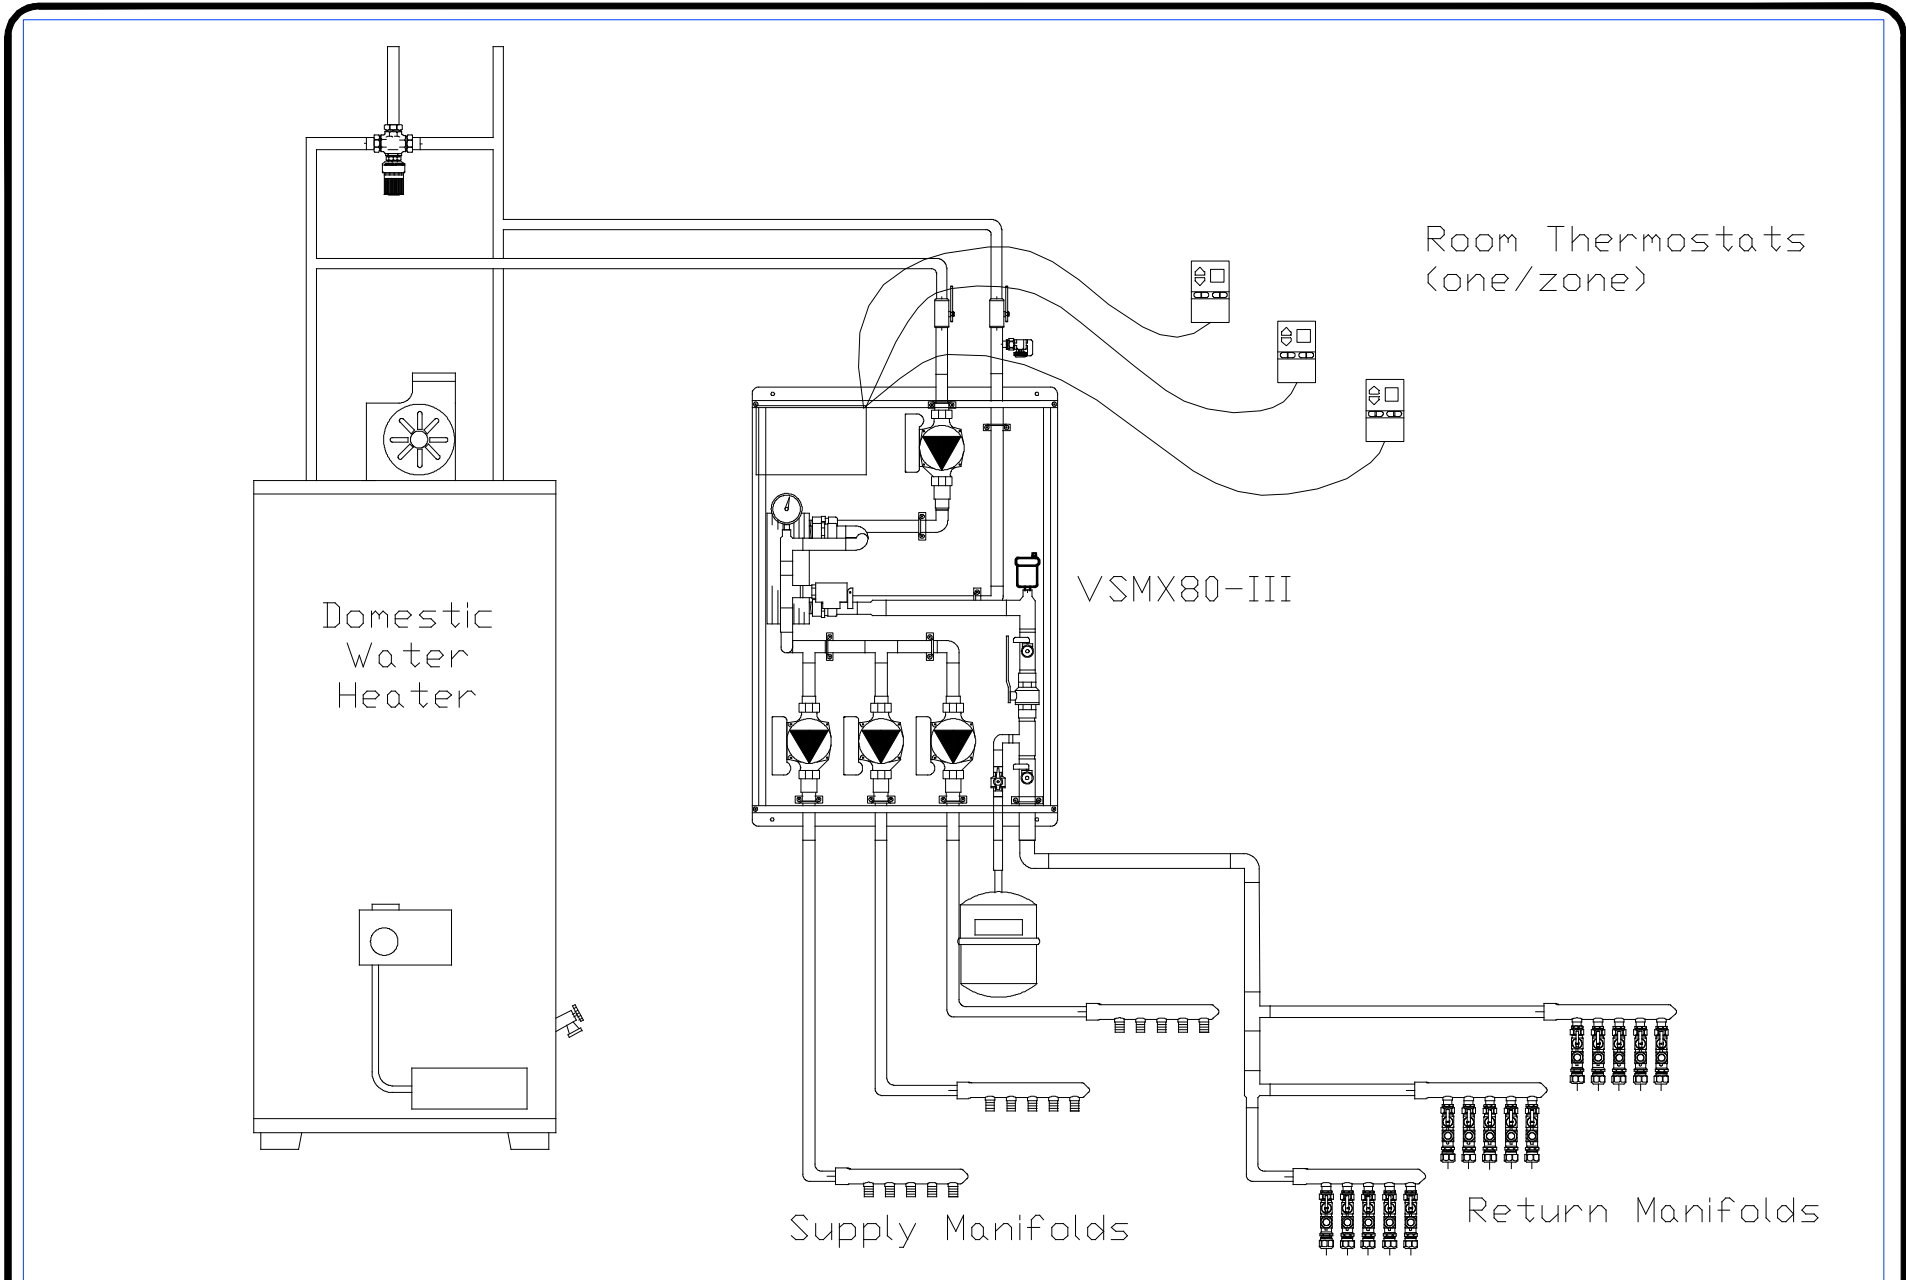 Room Thermostats
(one/zone)
VSMX80-III
Domestic
Water
Heater
Supply Manifolds
Return Manifolds